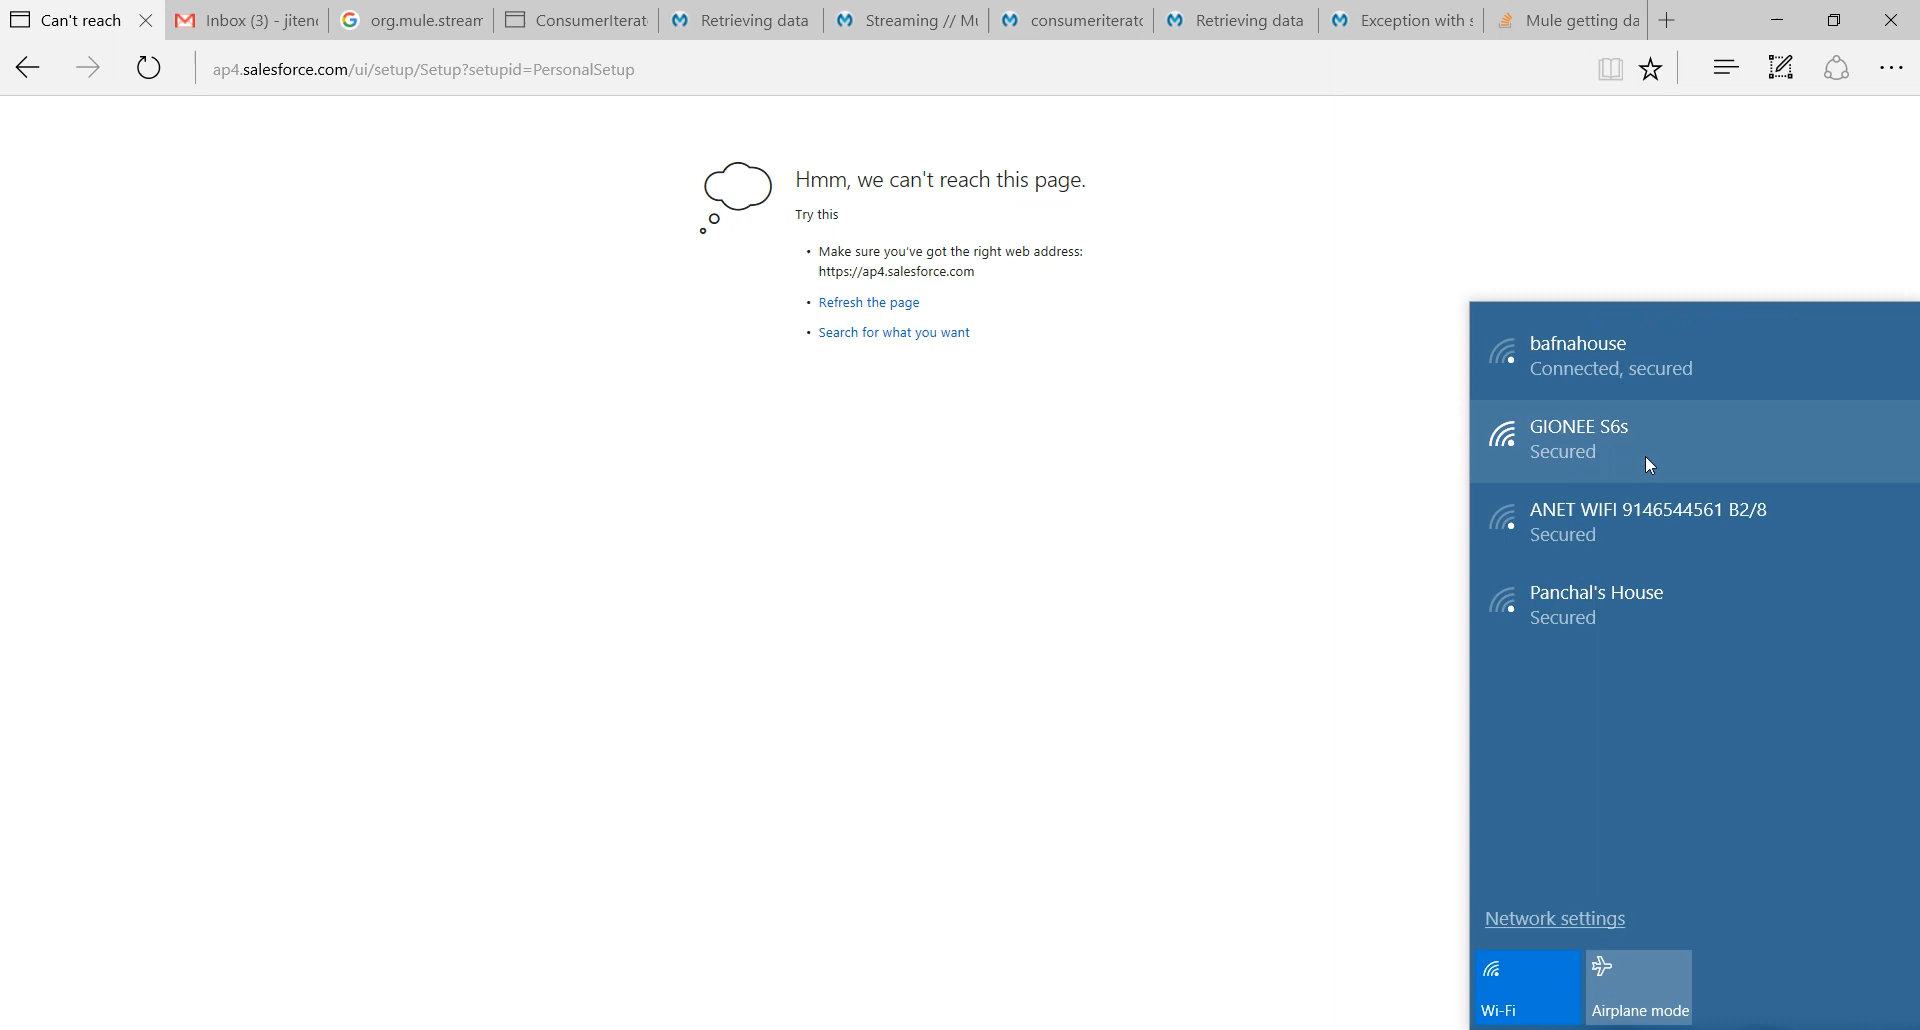 Can't reach
Inbox (3) - jiten
org.mule.stream
ConsumerIterat
Retrieving data
Streaming // Mu
consumeriterato
Retrieving data
Exception with s
Mule getting da
ap4.salesforce.com/ui/setup/Setup?setupid=PersonalSetup
Hmm, we can't reach this page.
Try this
• Make sure you've got the right web address:
https://ap4.salesforce.com
• Refresh the page
• Search for what you want
bafnahouse
Connected, secured
GIONEE S6s
Secured
ANET WIFI 9146544561 B2/8
Secured
Panchal's House
Secured
Network settings
Wi-Fi
Airplane mode